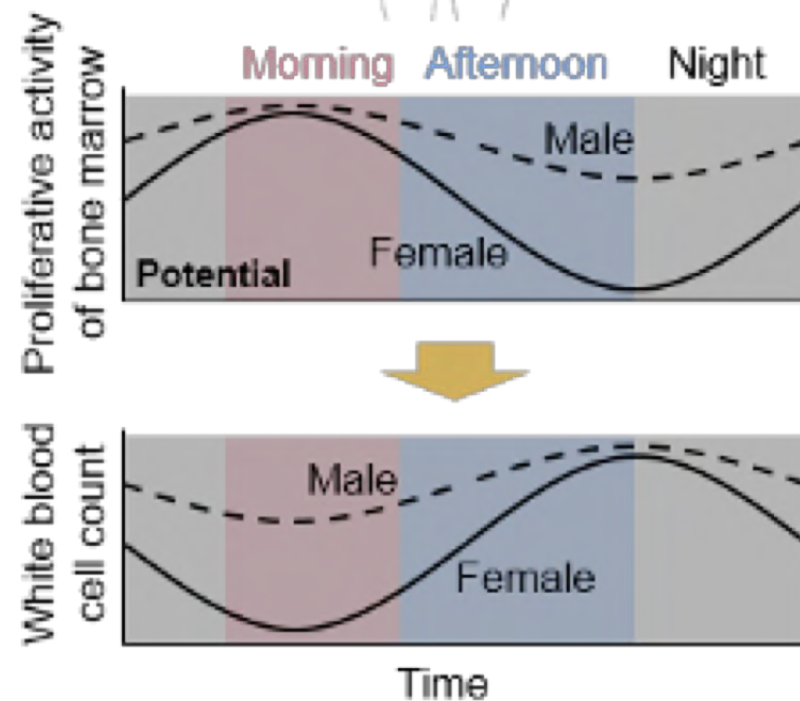 Morning Afternoon Night
Proliferative activity
of bone marrow
Male
Female
Potential
White blood
cell count
Male
Female
Time